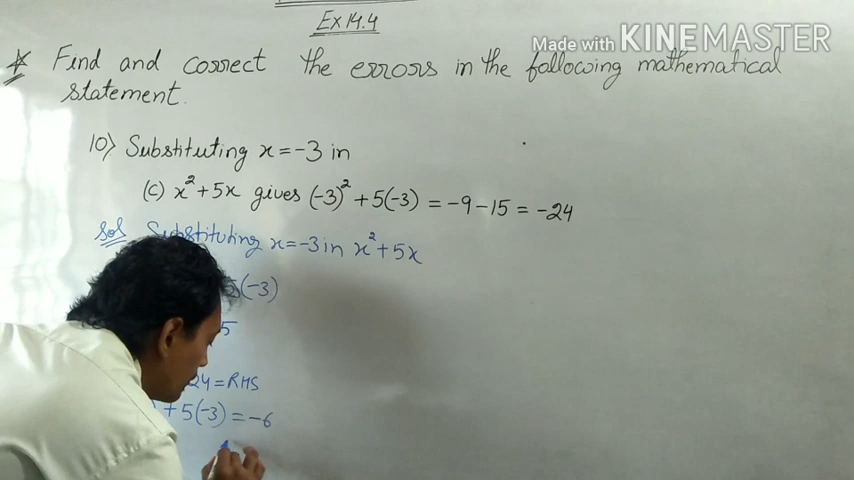 Ex 14.4
Made with KINEMASTER
* Find and correct the errors in the following mathematical
statement.
10) Substituting x = -3 in
(c) x² + 5x gives (-3)² + 5(-3) = -9 - 15 = -24
Sol Substituting x = -3 in x² + 5x
5(-3)
5
24 = RHS
+ 5(-3) = -6